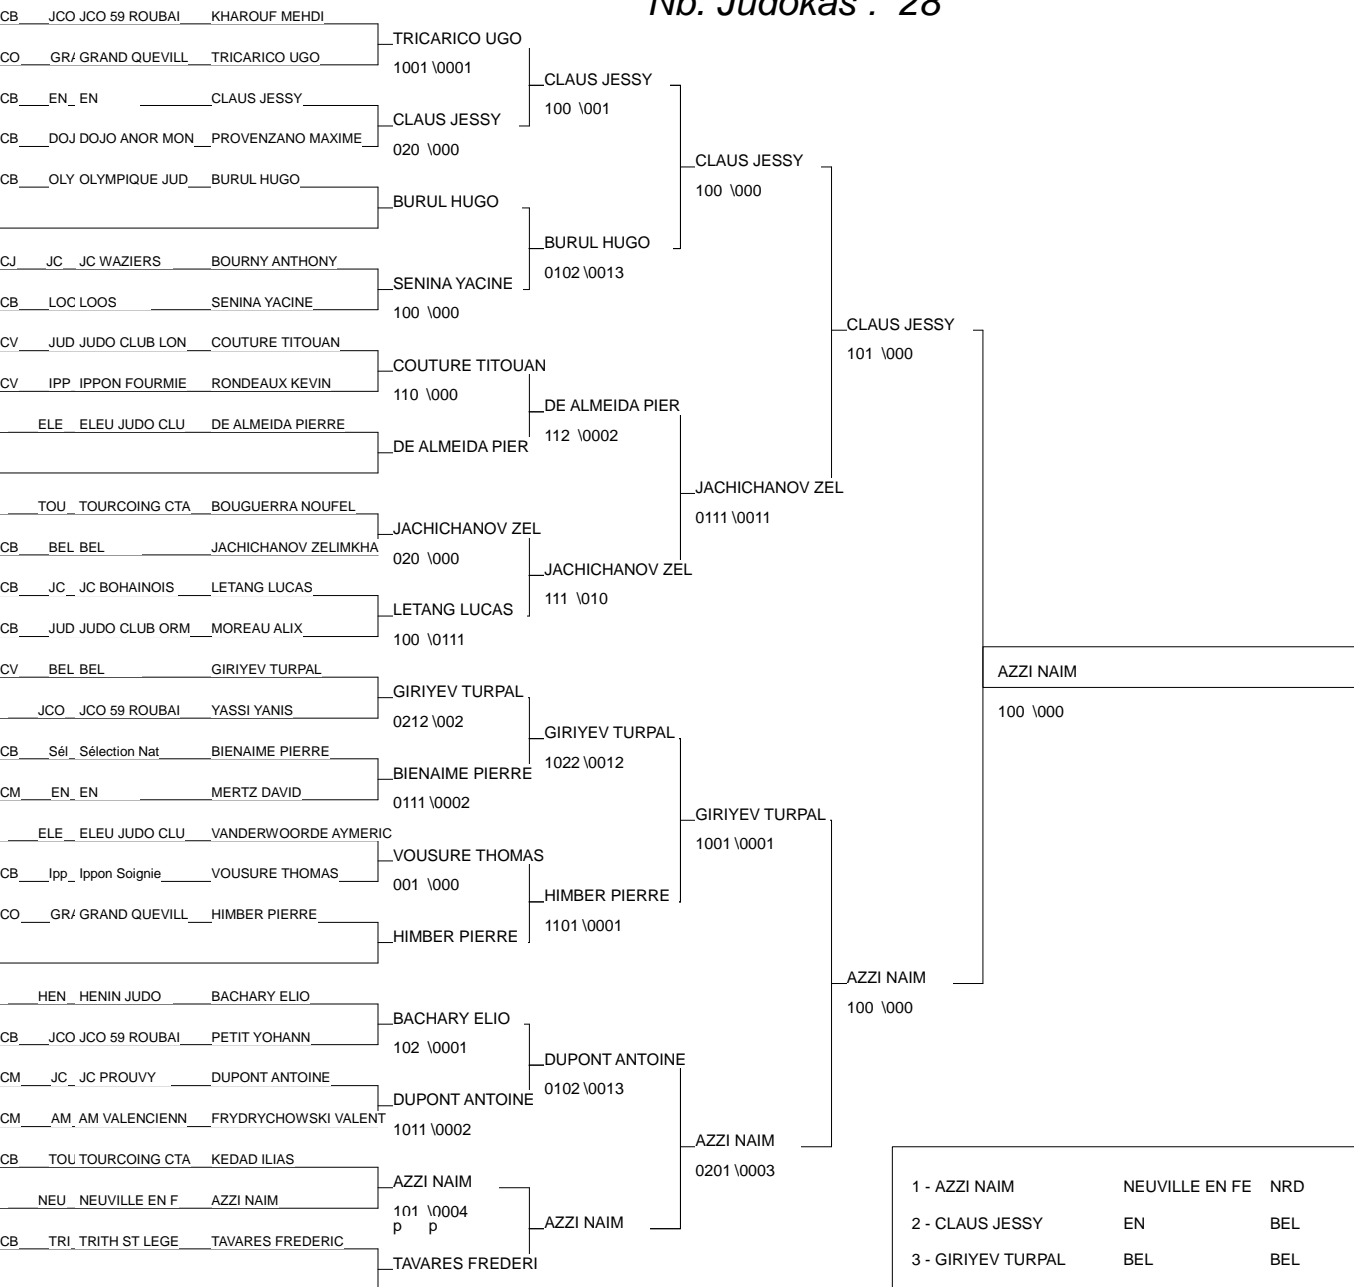 Nb. Judokas : 28
CB JCO JCO 59 ROUBAI KHAROUF MEHDI
TRICARICO UGO
CO GR/ GRAND QUEVILL TRICARICO UGO
1001 \0001
CLAUS JESSY
CB EN_ EN CLAUS JESSY
100 \001
CLAUS JESSY
CB DOJ DOJO ANOR MON PROVENZANO MAXIME
020 \000
CLAUS JESSY
CB OLY OLYMPIQUE JUD BURUL HUGO
100 \000
BURUL HUGO
BURUL HUGO
CJ JC JC WAZIERS BOURNY ANTHONY
0102 \0013
SENINA YACINE
CB LOC LOOS SENINA YACINE
100 \000
CLAUS JESSY
CV JUD JUDO CLUB LON COUTURE TITOUAN
101 \000
COUTURE TITOUAN
CV IPP IPPON FOURMIE RONDEAUX KEVIN
110 \000
DE ALMEIDA PIER
ELE ELEU JUDO CLU DE ALMEIDA PIERRE
112 \0002
DE ALMEIDA PIER
JACHICHANOV ZEL
TOU TOURCOING CTA BOUGUERRA NOUFEL
0111 \0011
JACHICHANOV ZEL
CB BEL BEL JACHICHANOV ZELIMKHA
020 \000
JACHICHANOV ZEL
CB JC_ JC BOHAINOIS LETANG LUCAS
111 \010
LETANG LUCAS
CB JUD JUDO CLUB ORM MOREAU ALIX
100 \0111
CV BEL BEL GIRIYEV TURPAL
AZZI NAIM
GIRIYEV TURPAL
JCO JCO 59 ROUBAI YASSI YANIS
100 \000
0212 \002
GIRIYEV TURPAL
CB Sél Sélection Nat BIENAIME PIERRE
1022 \0012
BIENAIME PIERRE
CM EN EN MERTZ DAVID
0111 \0002
GIRIYEV TURPAL
ELE ELEU JUDO CLU VANDERWOORDE AYMERIC
1001 \0001
VOUSURE THOMAS
CB Ipp Ippon Soignie VOUSURE THOMAS
001 \000
HIMBER PIERRE
CO GR/ GRAND QUEVILL HIMBER PIERRE
1101 \0001
HIMBER PIERRE
AZZI NAIM
HEN HENIN JUDO BACHARY ELIO
100 \000
BACHARY ELIO
CB JCO JCO 59 ROUBAI PETIT YOHANN
102 \0001
DUPONT ANTOINE
CM JC_ JC PROUVY DUPONT ANTOINE
0102 \0013
DUPONT ANTOINE
CM AM AM VALENCIENN FRYDRYCHOWSKI VALENT
1011 \0002
AZZI NAIM
CB TOU TOURCOING CTA KEDAD ILIAS
0201 \0003
AZZI NAIM
1 - AZZI NAIM NEUVILLE EN FE NRD
NEU NEUVILLE EN F AZZI NAIM
101 \0004
p p
AZZI NAIM
2 - CLAUS JESSY EN BEL
CB TRI TRITH ST LEGE TAVARES FREDERIC
TAVARES FREDERI
3 - GIRIYEV TURPAL BEL BEL